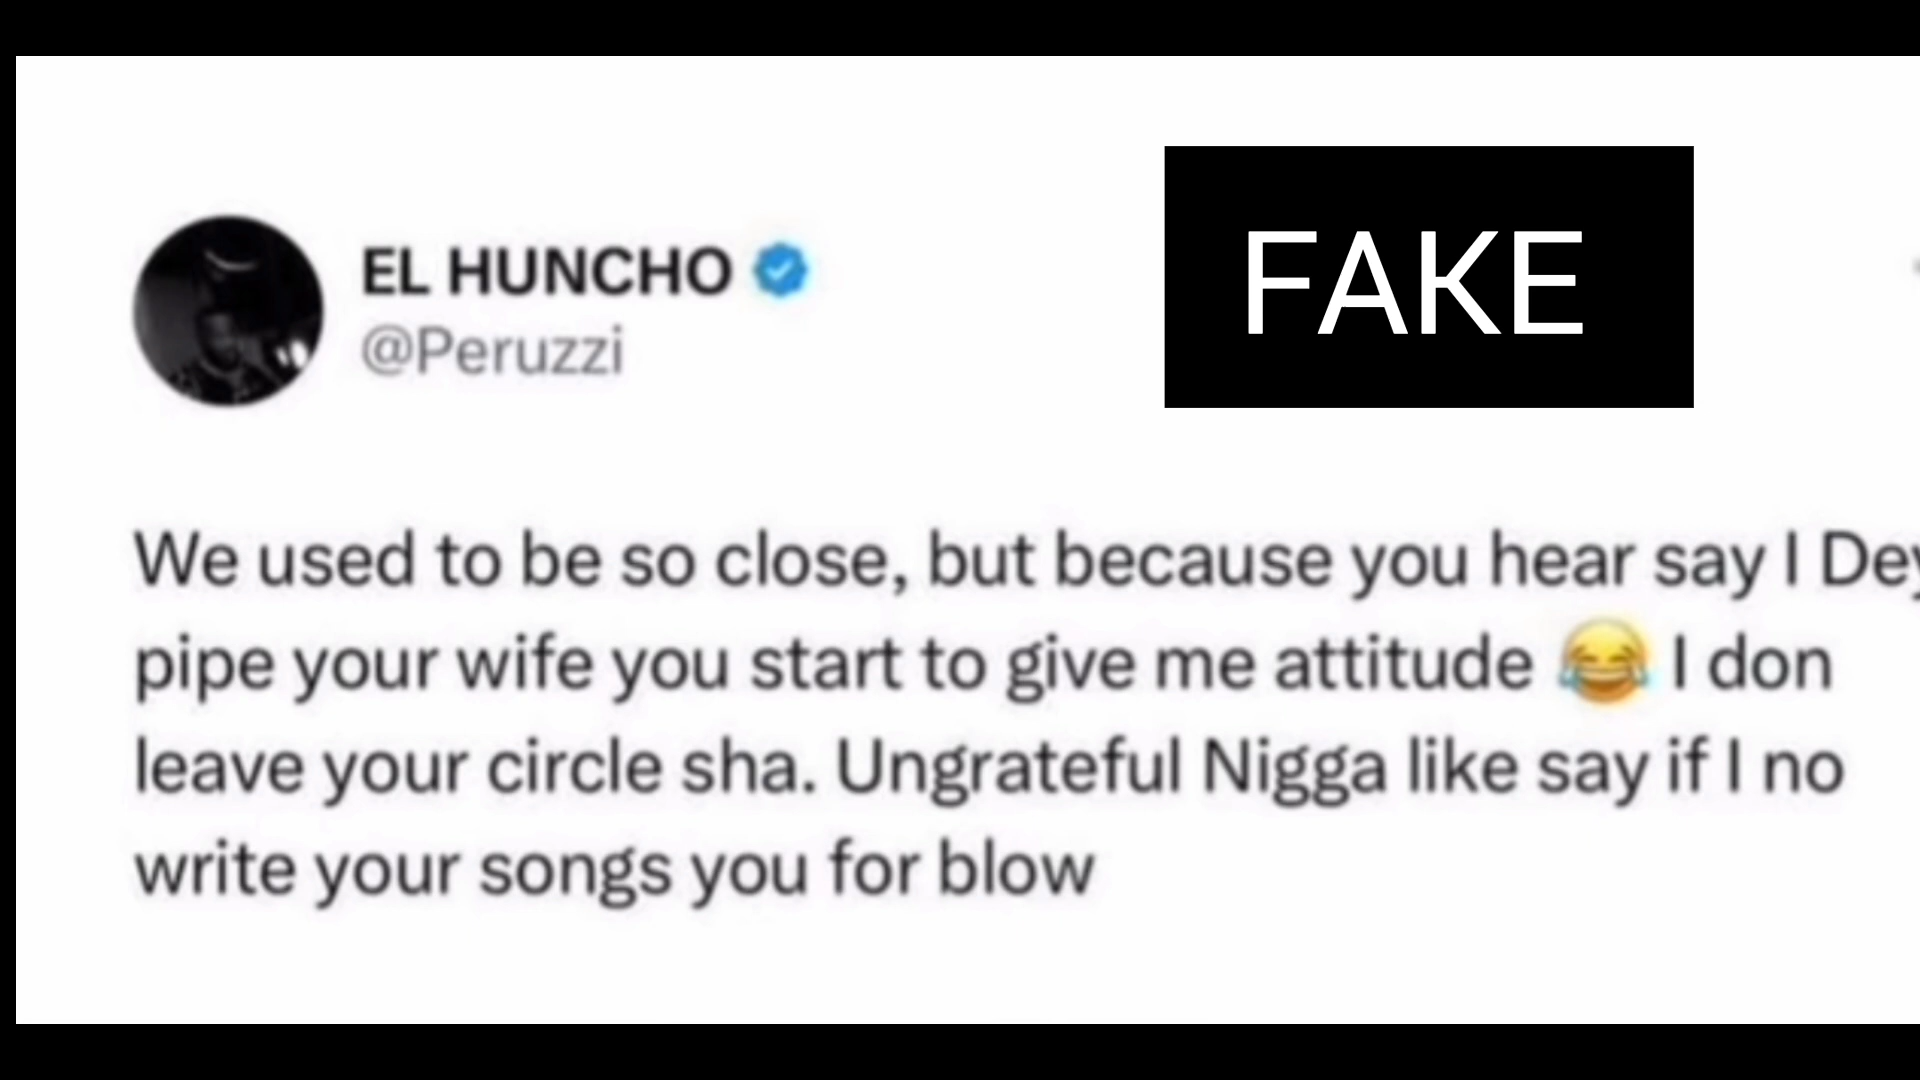 EL HUNCHO
@Peruzzi
FAKE
We used to be so close, but because you hear say I Dey
pipe your wife you start to give me attitude 😂 I don
leave your circle sha. Ungrateful Nigga like say if I no
write your songs you for blow